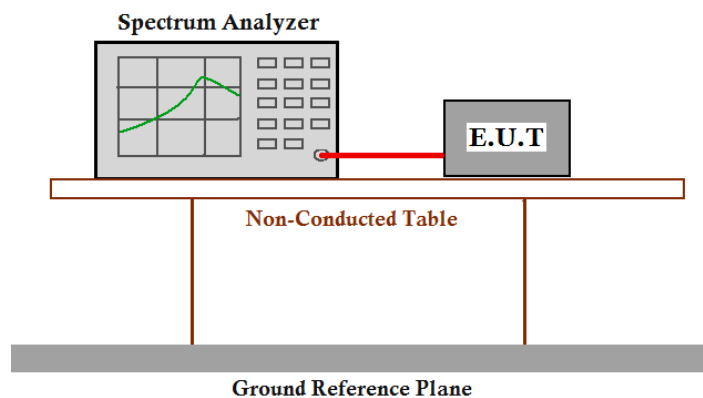 Spectrum Analyzer
E.U.T
Non-Conducted Table
Ground Reference Plane